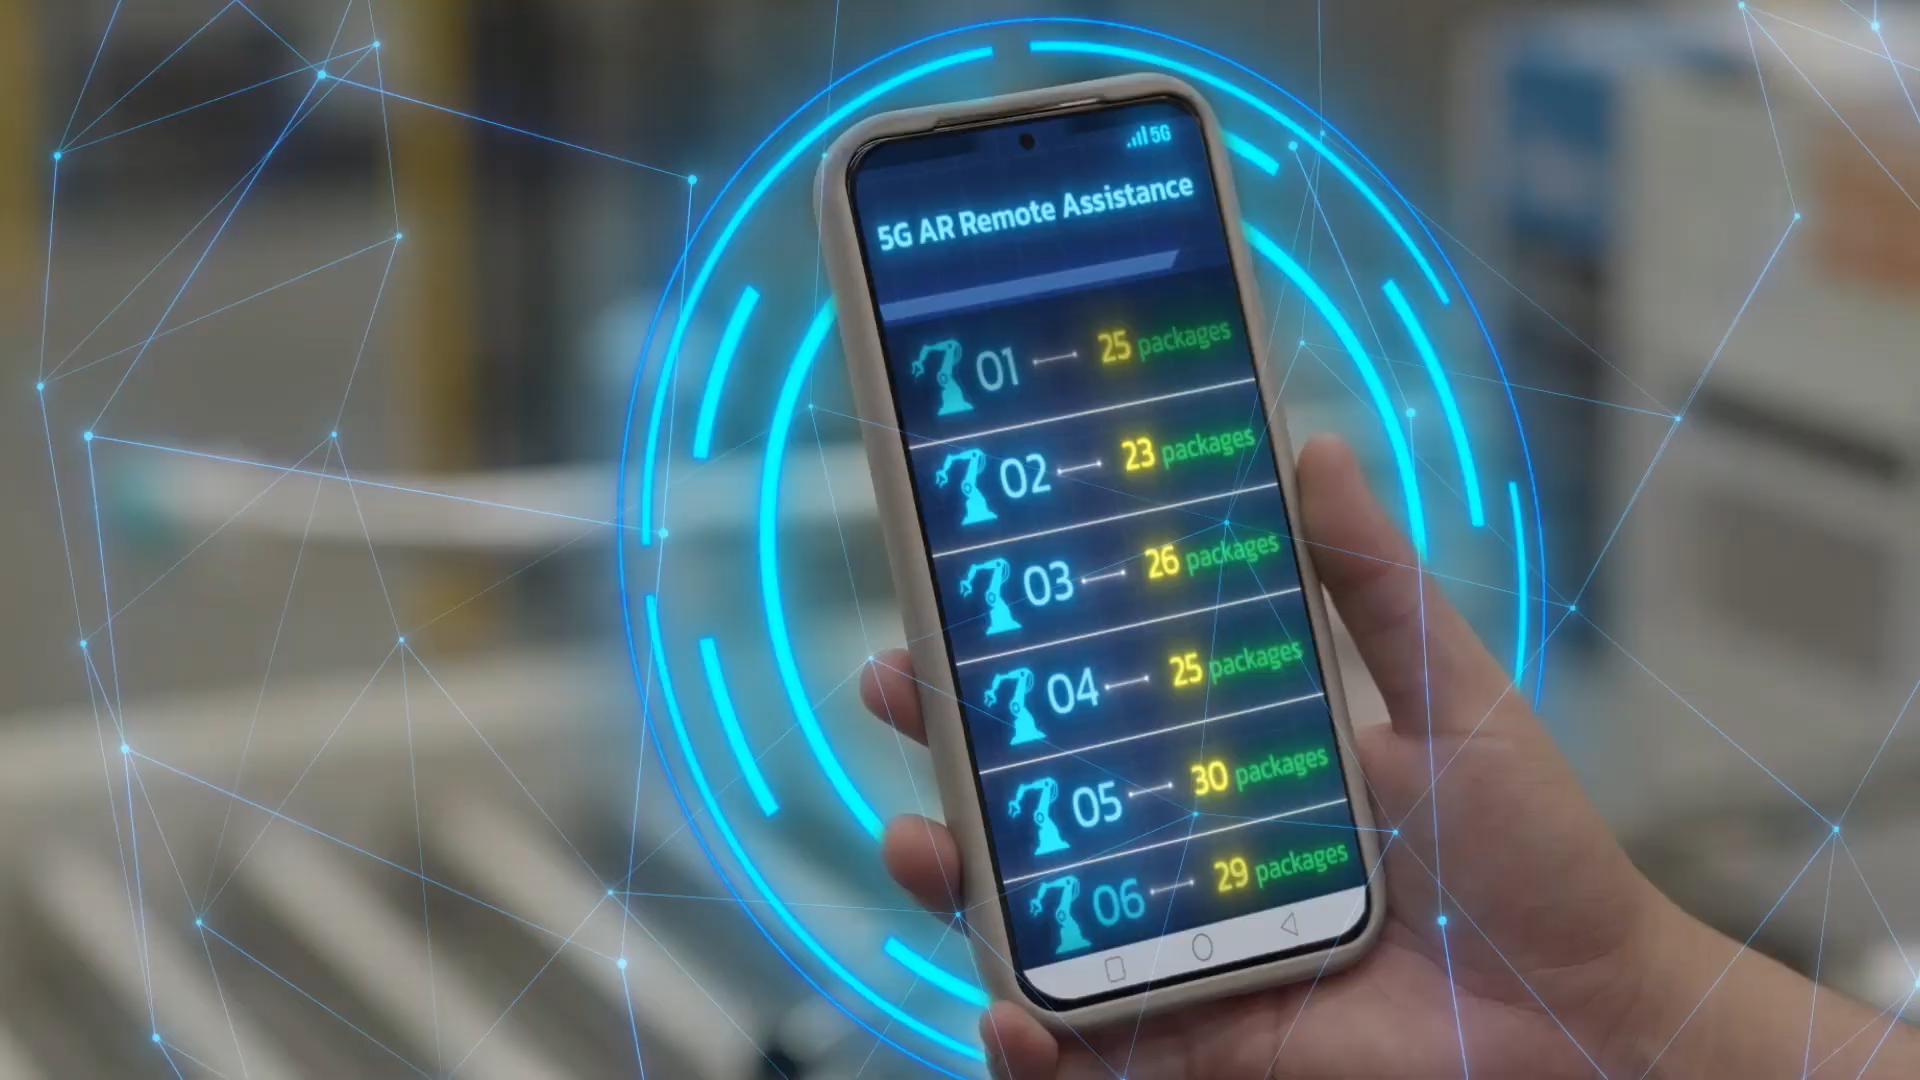 5G
5G AR Remote Assistance
01 25 packages
02 23 packages
03 26 packages
04 25 packages
05 30 packages
06 29 packages